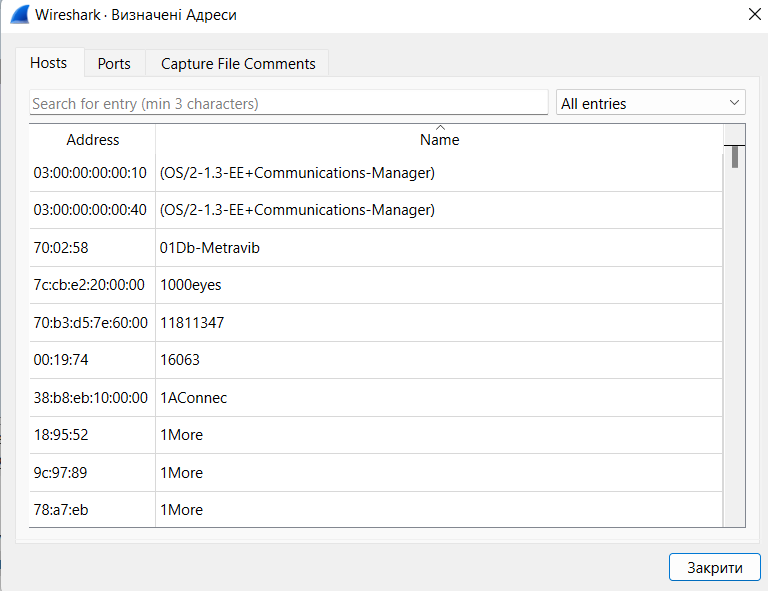 Wireshark · Визначені Адреси
Hosts Ports Capture File Comments
Search for entry (min 3 characters) All entries
Address Name
03:00:00:00:00:10 (OS/2-1.3-EE+Communications-Manager)
03:00:00:00:00:40 (OS/2-1.3-EE+Communications-Manager)
70:02:58 01Db-Metravib
7c:cb:e2:20:00:00 1000eyes
70:b3:d5:7e:60:00 11811347
00:19:74 16063
38:b8:eb:10:00:00 1AConnec
18:95:52 1More
9c:97:89 1More
78:a7:eb 1More
Закрити